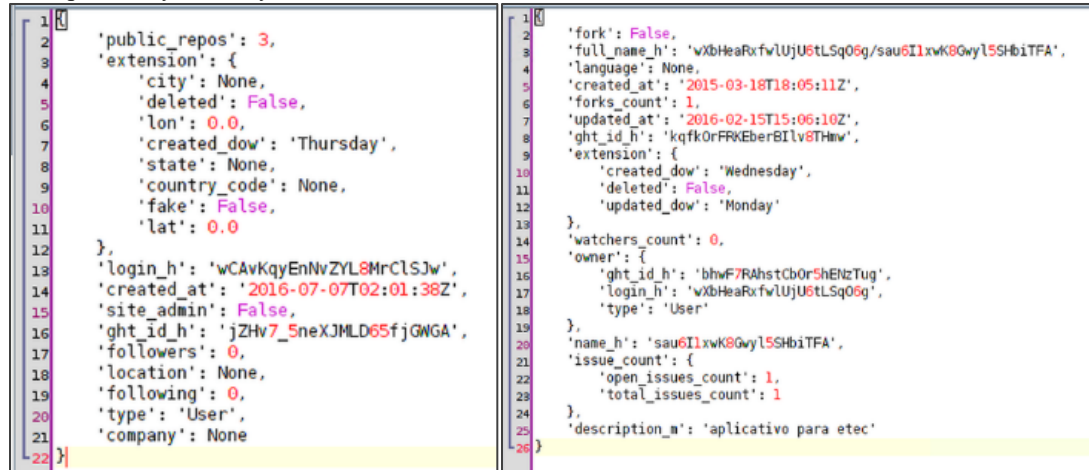 1 {
2 'public_repos': 3,
3 'extension': {
4 'city': None,
5 'deleted': False,
6 'lon': 0.0,
7 'created_dow': 'Thursday',
8 'state': None,
9 'country_code': None,
10 'fake': False,
11 'lat': 0.0
12 },
13 'login_h': 'wCAvKqyEnNvZYL8MrClSJw',
14 'created_at': '2016-07-07T02:01:38Z',
15 'site_admin': False,
16 'ght_id_h': 'jZHv7_5neXJMLD65fjGWGA',
17 'followers': 0,
18 'location': None,
19 'following': 0,
20 'type': 'User',
21 'company': None
22 }
1 {
2 'fork': False,
3 'full_name_h': 'wXbHeaRxfwlUjU6tLSqO6g/sau6I1xwK8Gwyl5SHbiTFA',
4 'language': None,
5 'created_at': '2015-03-18T18:05:11Z',
6 'forks_count': 1,
7 'updated_at': '2016-02-15T15:06:10Z',
8 'ght_id_h': 'kqfkOrFRKEberBIlv8THmw',
9 'extension': {
10 'created_dow': 'Wednesday',
11 'deleted': False,
12 'updated_dow': 'Monday'
13 },
14 'watchers_count': 0,
15 'owner': {
16 'ght_id_h': 'bhwF7RAhstCbOr5hENzTug',
17 'login_h': 'wXbHeaRxfwlUjU6tLSqO6g',
18 'type': 'User'
19 },
20 'name_h': 'sau6I1xwK8Gwyl5SHbiTFA',
21 'issue_count': {
22 'open_issues_count': 1,
23 'total_issues_count': 1
24 },
25 'description_m': 'aplicativo para etec'
26 }